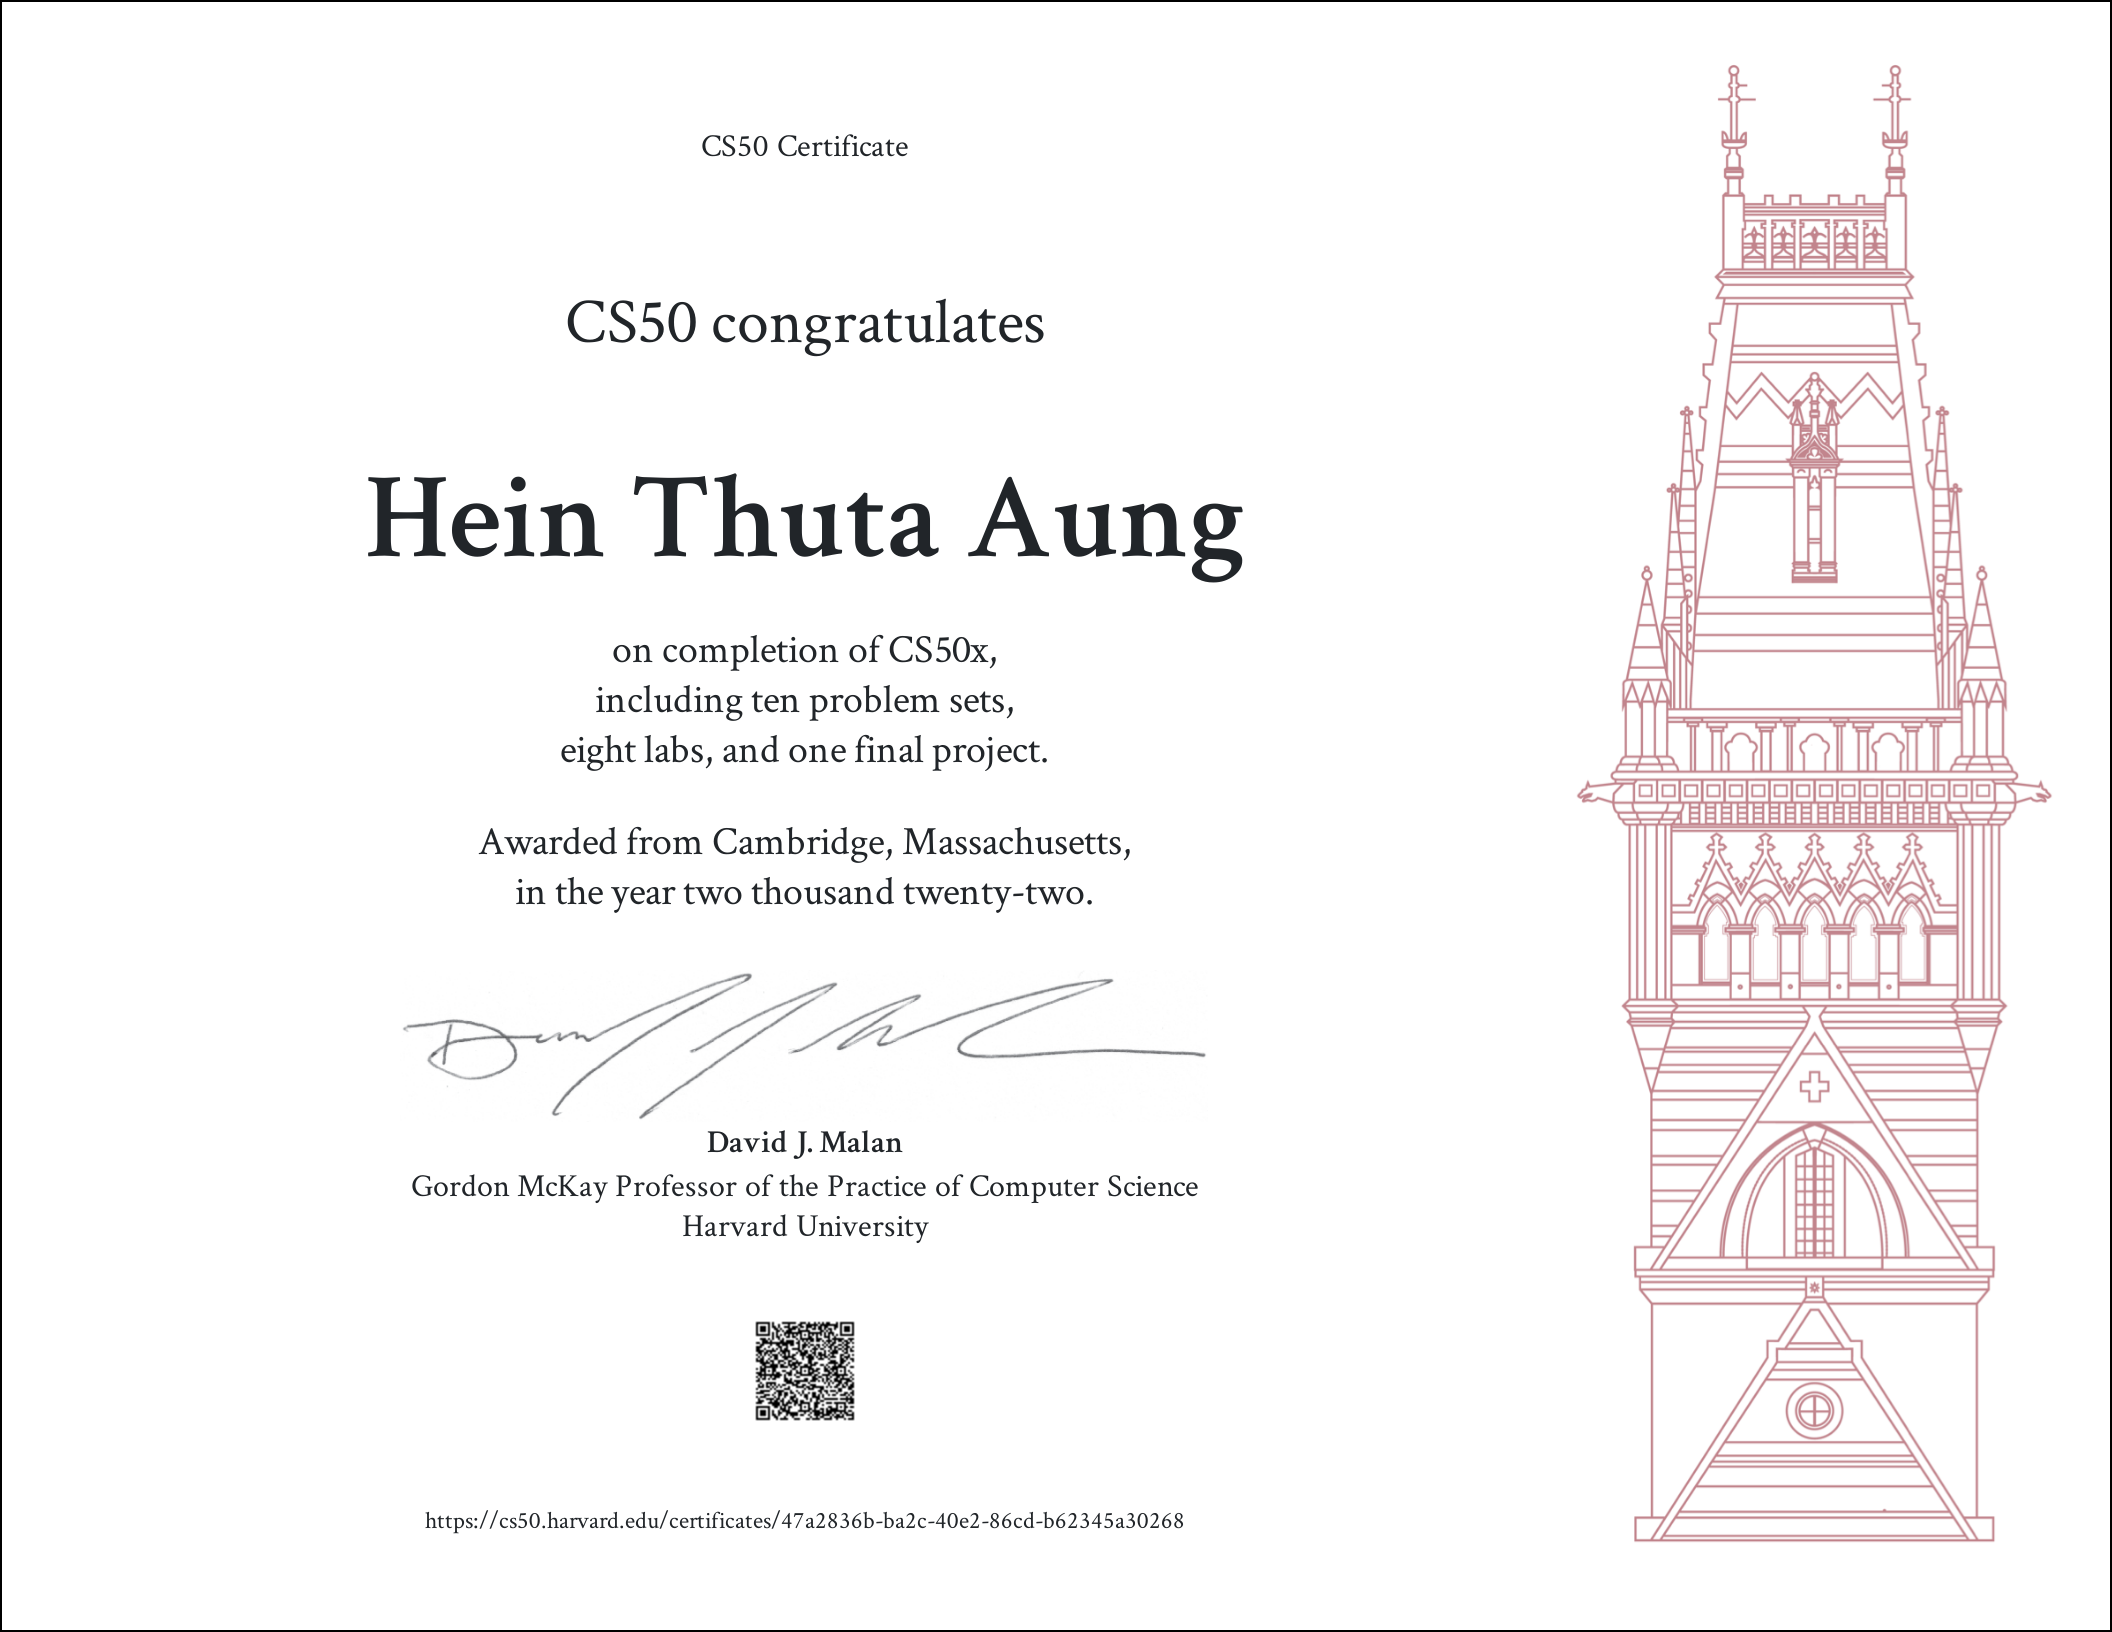 CS50 Certificate
CS50 congratulates
Hein Thuta Aung
on completion of CS50x,
including ten problem sets,
eight labs, and one final project.
Awarded from Cambridge, Massachusetts,
in the year two thousand twenty-two.
David J. Malan
Gordon McKay Professor of the Practice of Computer Science
Harvard University
https://cs50.harvard.edu/certificates/47a2836b-ba2c-40e2-86cd-b62345a30268